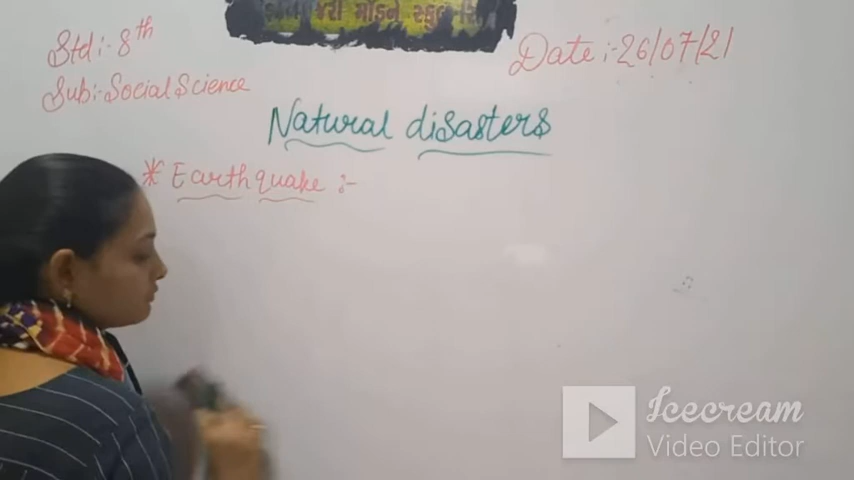 મોડેન સ્કુલ
Std :- 8th
Date :- 26/07/21
Sub :- Social Science
Natural disasters
* Earthquake :-
Icecream
Video Editor